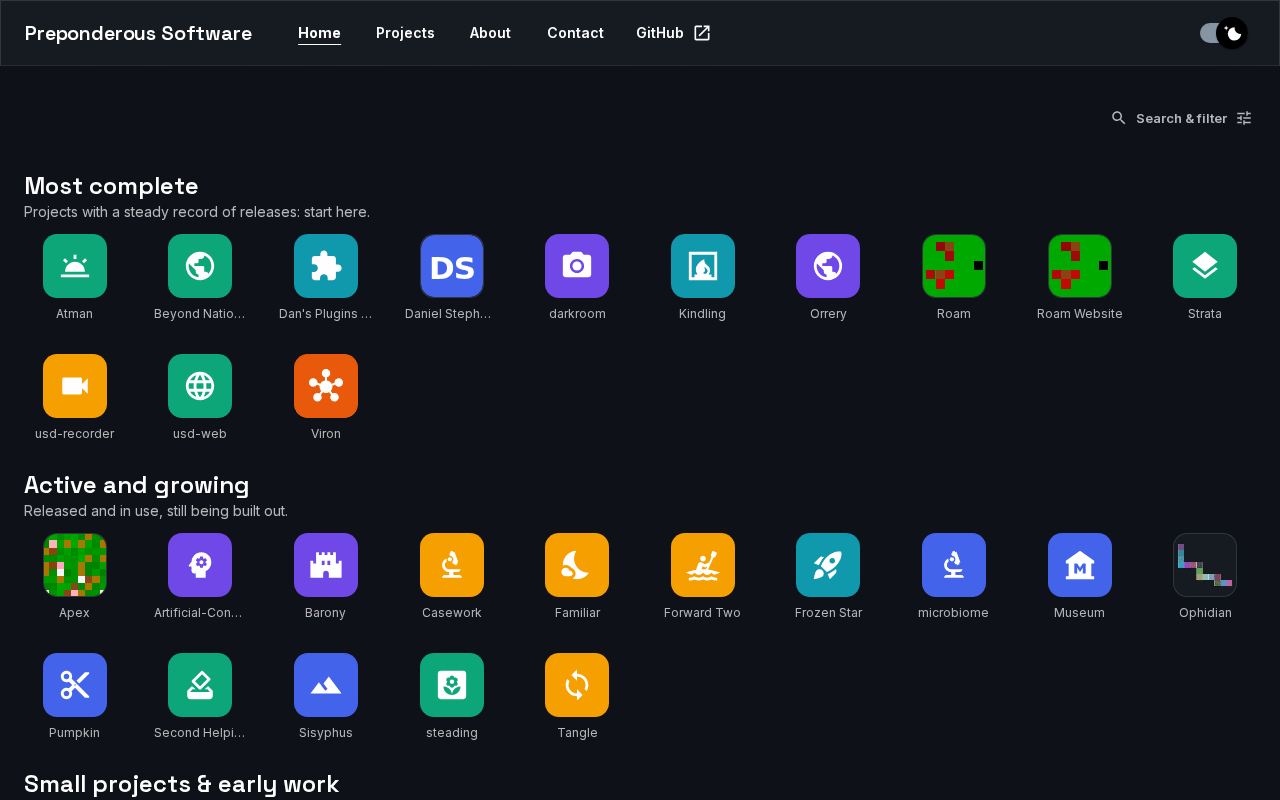 Preponderous Software Home Projects About Contact GitHub
Search & filter
Most complete
Projects with a steady record of releases: start here.
DS
Atman Beyond Natio… Dan's Plugins … Daniel Steph… darkroom Kindling Orrery Roam Roam Website Strata
usd-recorder usd-web Viron
Active and growing
Released and in use, still being built out.
M
Apex Artificial-Con… Barony Casework Familiar Forward Two Frozen Star microbiome Museum Ophidian
Pumpkin Second Helpi… Sisyphus steading Tangle
Small projects & early work